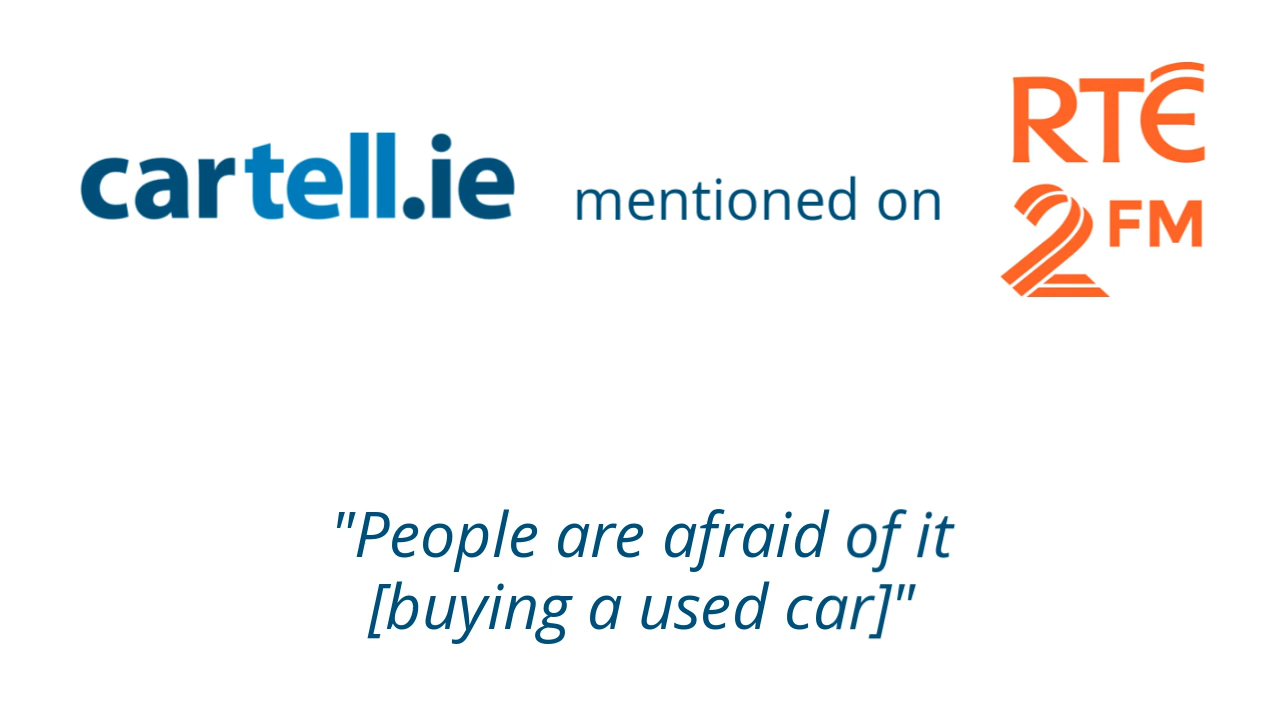 cartell.ie mentioned on RTÉ
2FM
"People are afraid of it
[buying a used car]"